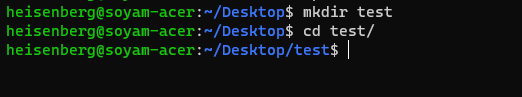 heisenberg@soyam-acer:~/Desktop$ mkdir test
heisenberg@soyam-acer:~/Desktop$ cd test/
heisenberg@soyam-acer:~/Desktop/test$